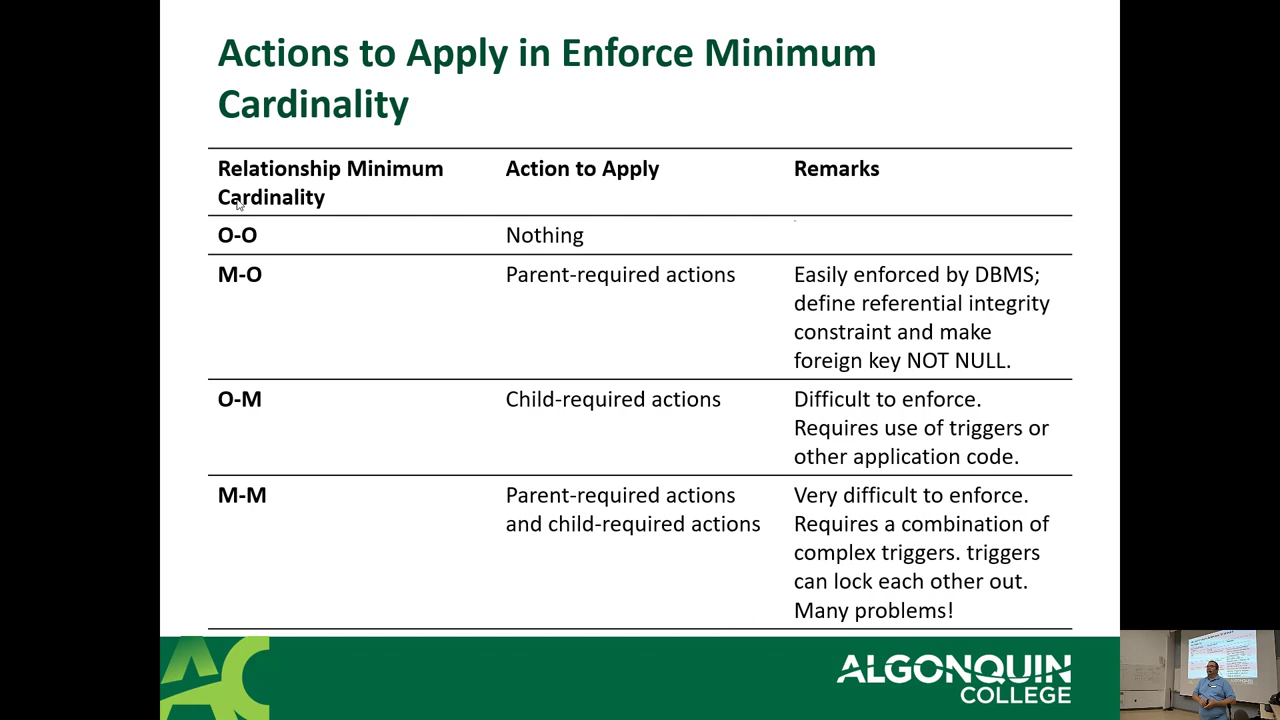 Actions to Apply in Enforce Minimum
Cardinality
Relationship Minimum
Cardinality
Action to Apply
Remarks
O-O
Nothing
M-O
Parent-required actions
Easily enforced by DBMS;
define referential integrity
constraint and make
foreign key NOT NULL.
O-M
Child-required actions
Difficult to enforce.
Requires use of triggers or
other application code.
M-M
Parent-required actions
and child-required actions
Very difficult to enforce.
Requires a combination of
complex triggers. triggers
can lock each other out.
Many problems!
AC
ALGONQUIN
COLLEGE